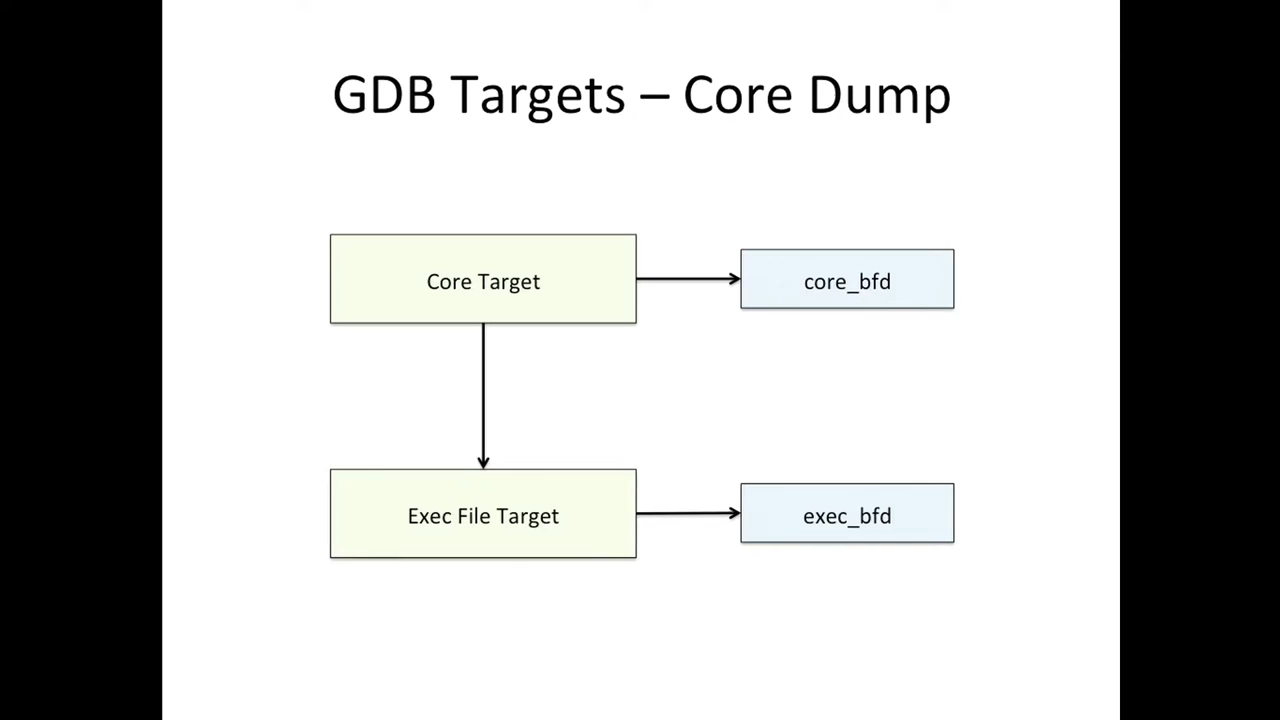 GDB Targets – Core Dump
Core Target
core_bfd
Exec File Target
exec_bfd